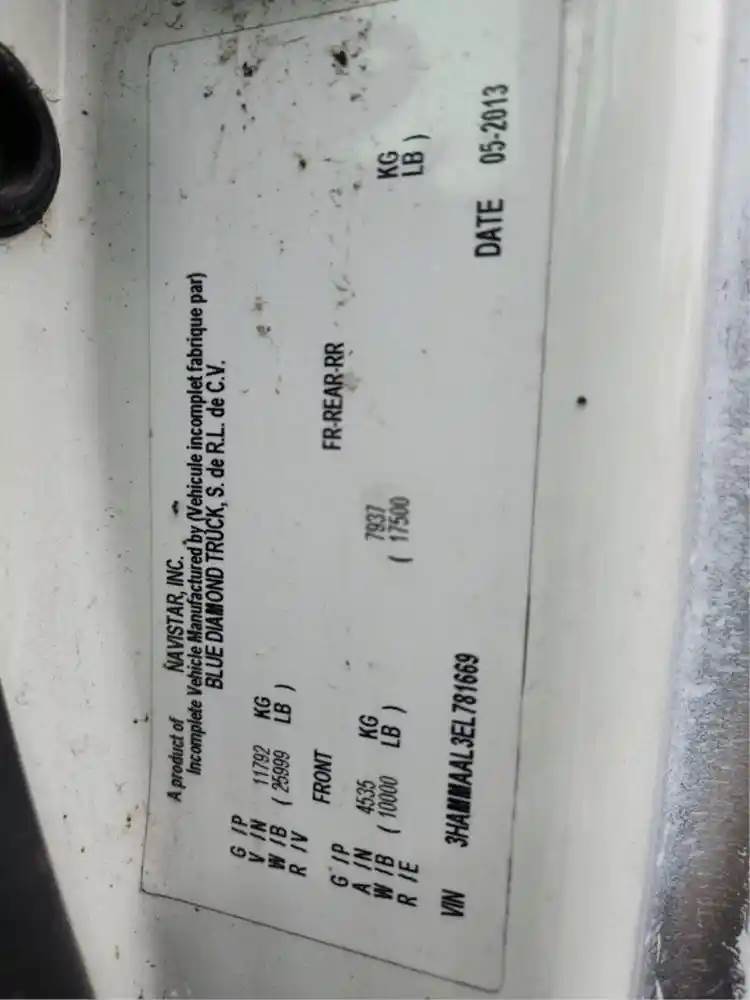 A product of NAVISTAR, INC.
Incomplete Vehicle Manufactured by (Vehicule incomplet fabrique par)
BLUE DIAMOND TRUCK, S. de R.L. de C.V.
G /P
V /N 11792 KG
W /B ( 25999 LB )
R /V
FRONT FR-REAR-RR
G /P
A /N 4535 KG 7937 KG
W /B ( 10000 LB ) ( 17500 LB )
R /E
VIN 3HAMMAAL3EL781669 DATE 05-2013